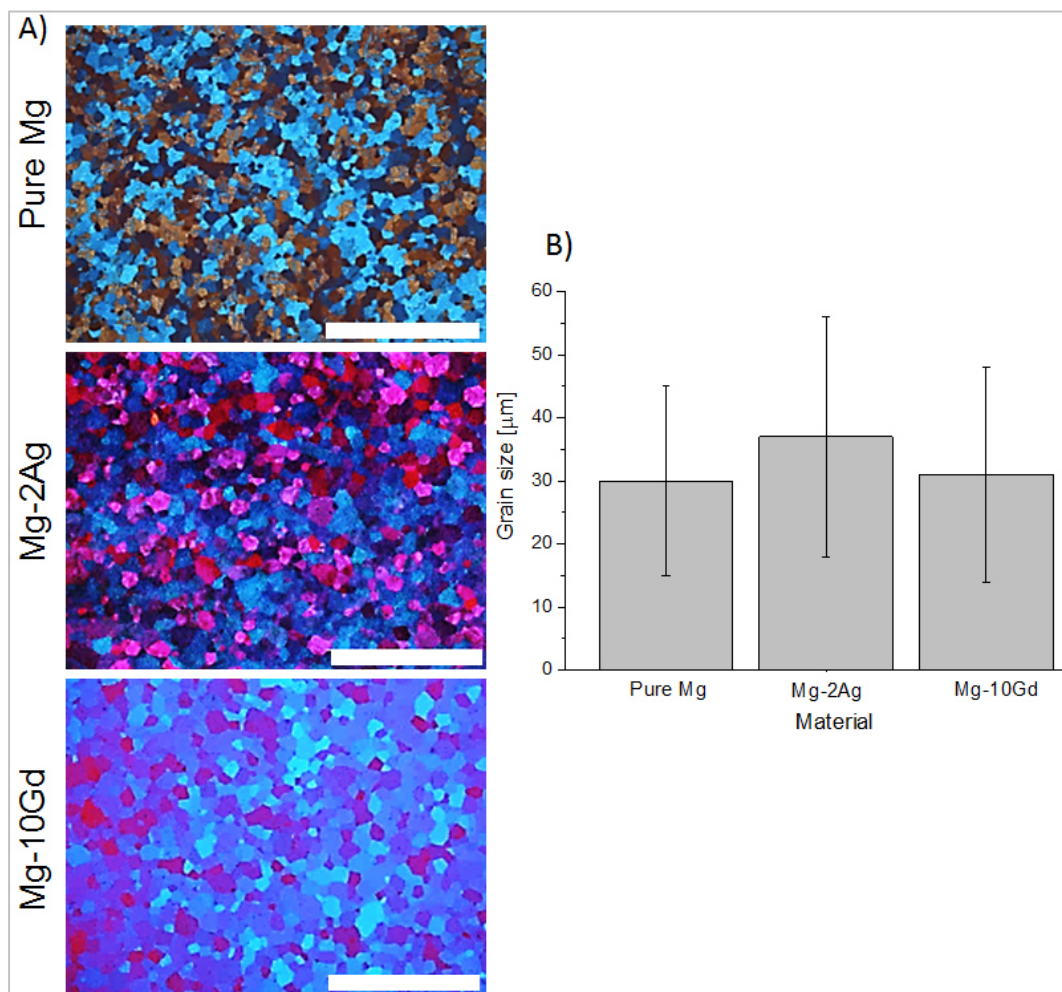 A)
Pure Mg
Mg-2Ag
Mg-10Gd
B)
Grain size [μm]
60
50
40
30
20
10
0
Pure Mg
Mg-2Ag
Mg-10Gd
Material